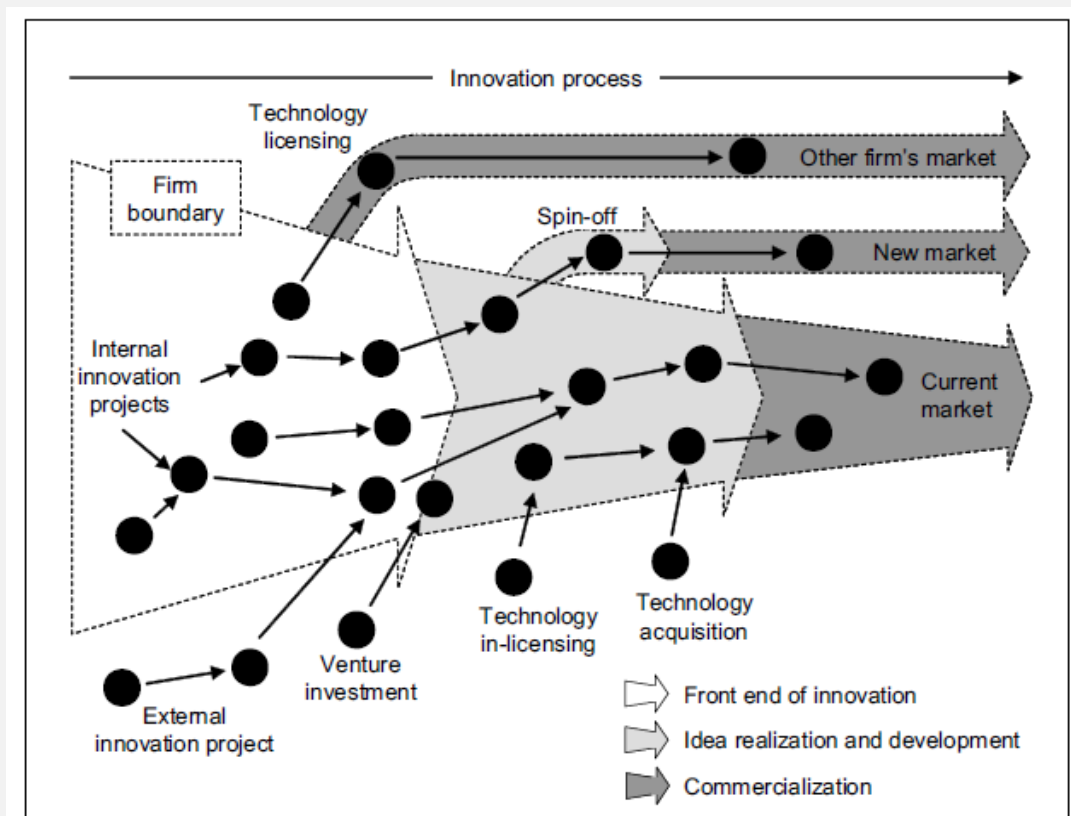 Innovation process
Technology
licensing
Other firm's market
Firm
boundary
Spin-off
New market
Internal
innovation
projects
Current
market
Technology
in-licensing
Technology
acquisition
Venture
investment
External
innovation project
Front end of innovation
Idea realization and development
Commercialization